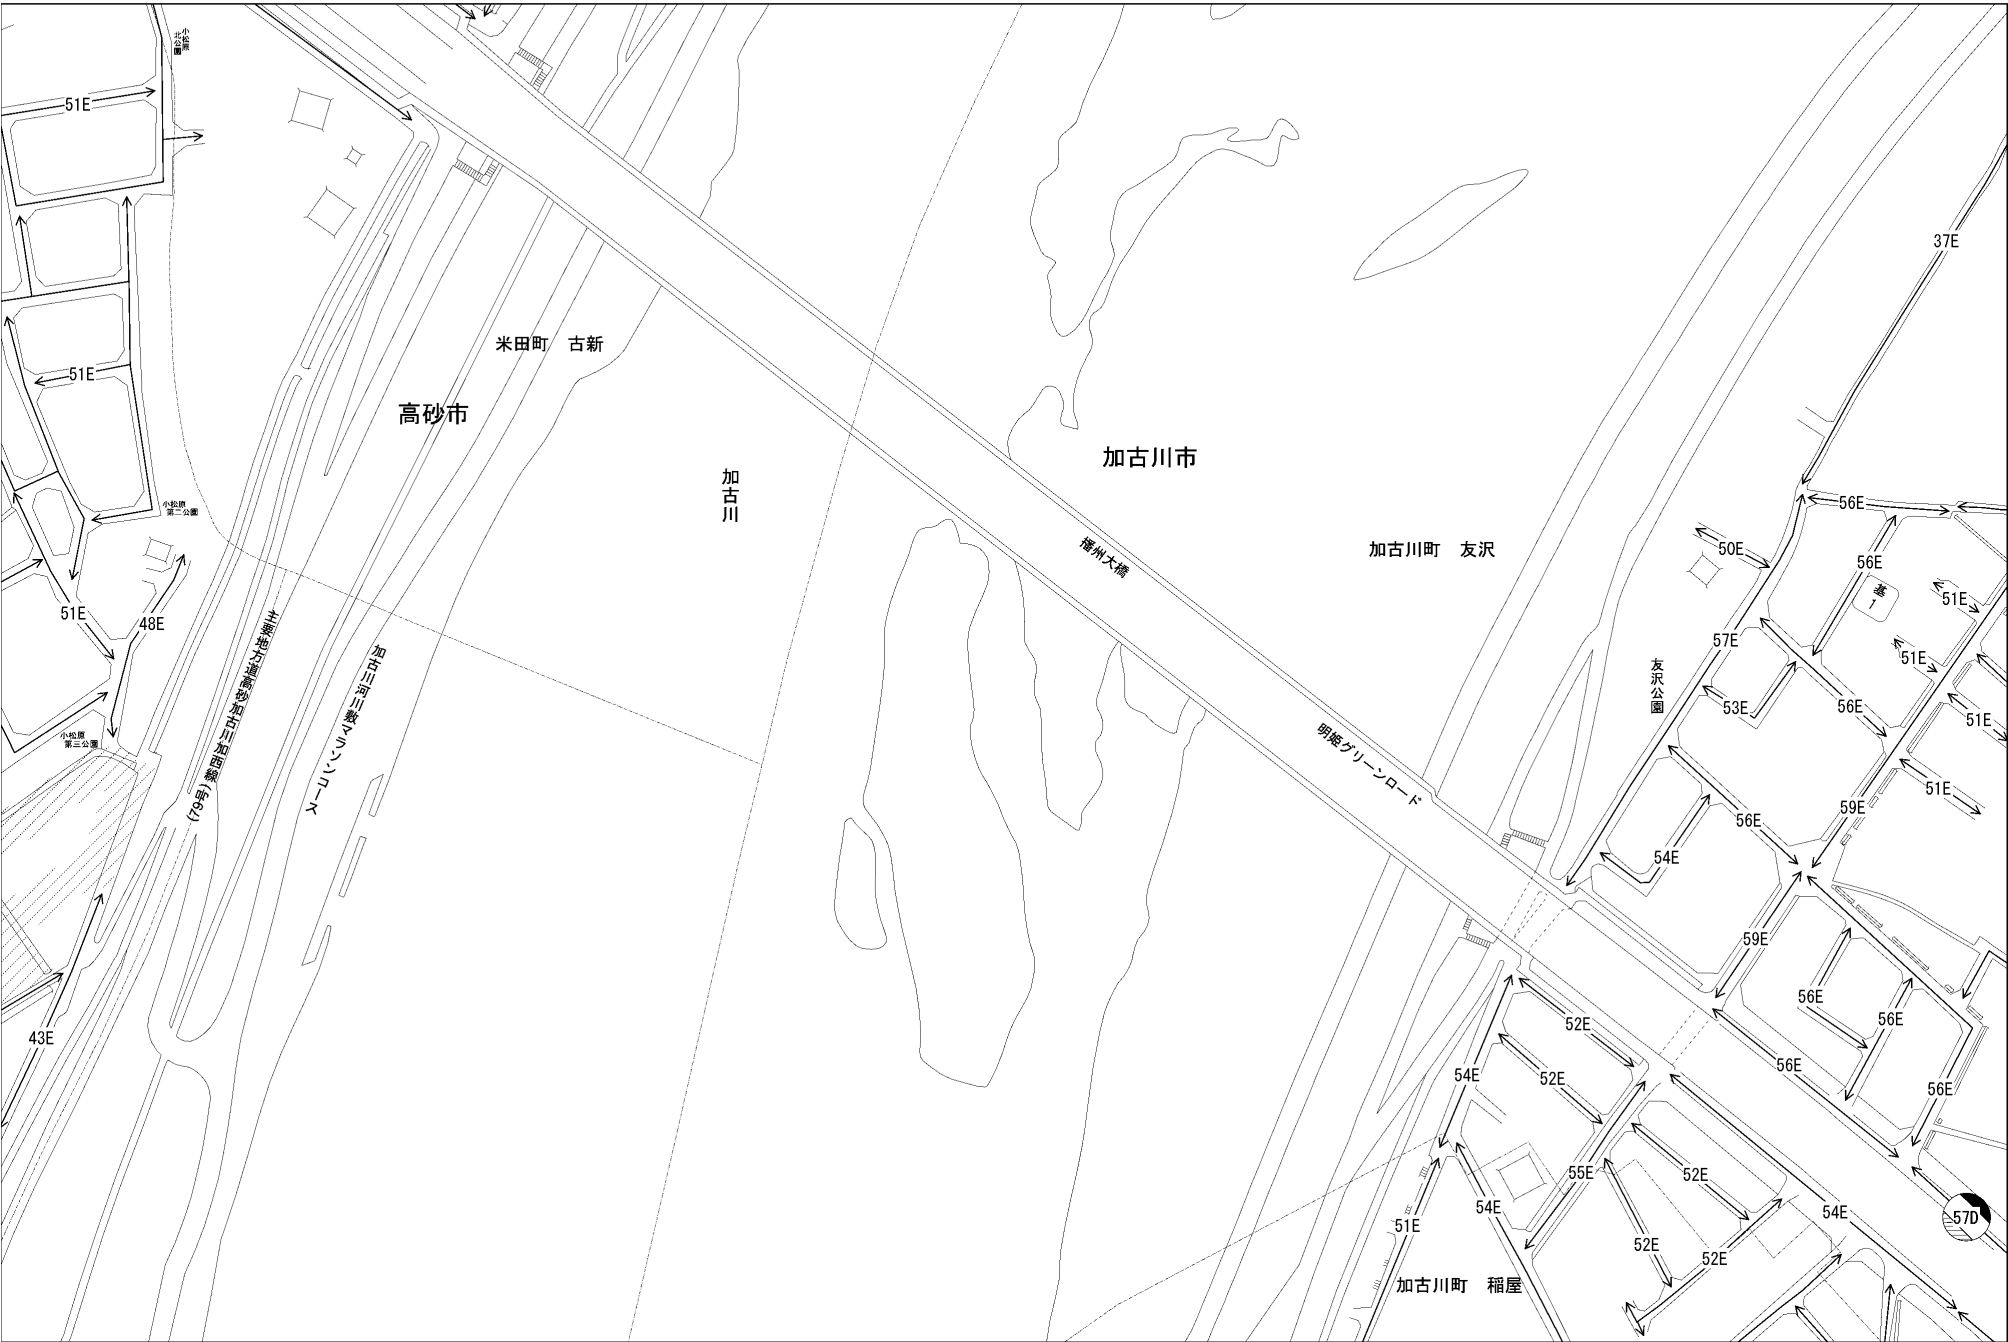 小松原
北公園
51E
37E
米田町 古新
51E
高砂市
加古川
加古川市
56E
小松原
第二公園
播州大橋
加古川町 友沢
50E
56E
基
1
51E
51E
48E
57E
51E
主要地方道高砂加古川加西線
(79号)
加古川河川敷マラソンコース
友沢公園
53E
56E
51E
小松原
第三公園
明姫グリーンロード
51E
56E
59E
54E
59E
56E
56E
52E
43E
56E
54E
52E
56E
55E
52E
54E
54E
57D
51E
52E
52E
加古川町 稲屋